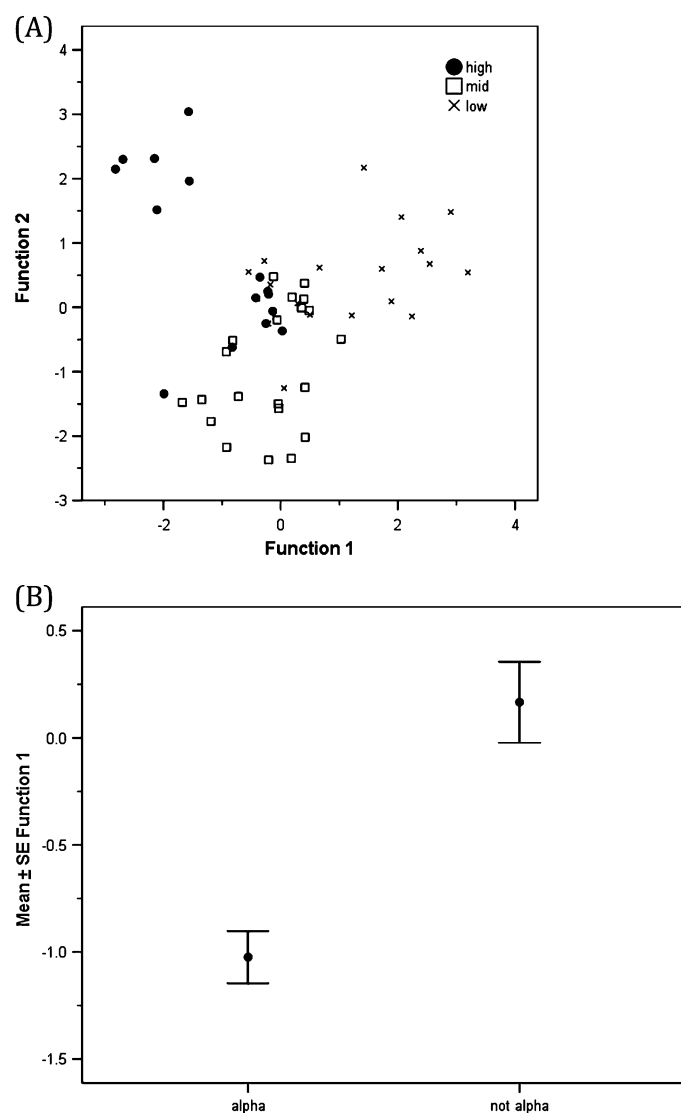 (A)
high
mid
low
4
3
2
1
0
-1
-2
-3
Function 2
-2 0 2 4
Function 1
(B)
0.5
0.0
-0.5
-1.0
-1.5
Mean ± SE Function 1
alpha not alpha